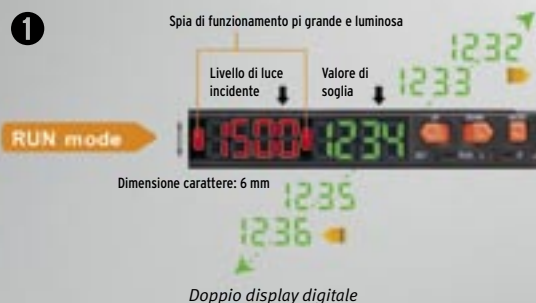 1
Spia di funzionamento pi grande e luminosa
1232
Livello di luce
incidente
Valore di
soglia
1233
RUN mode
1500 1234
Dimensione carattere: 6 mm
1235
1236
Doppio display digitale